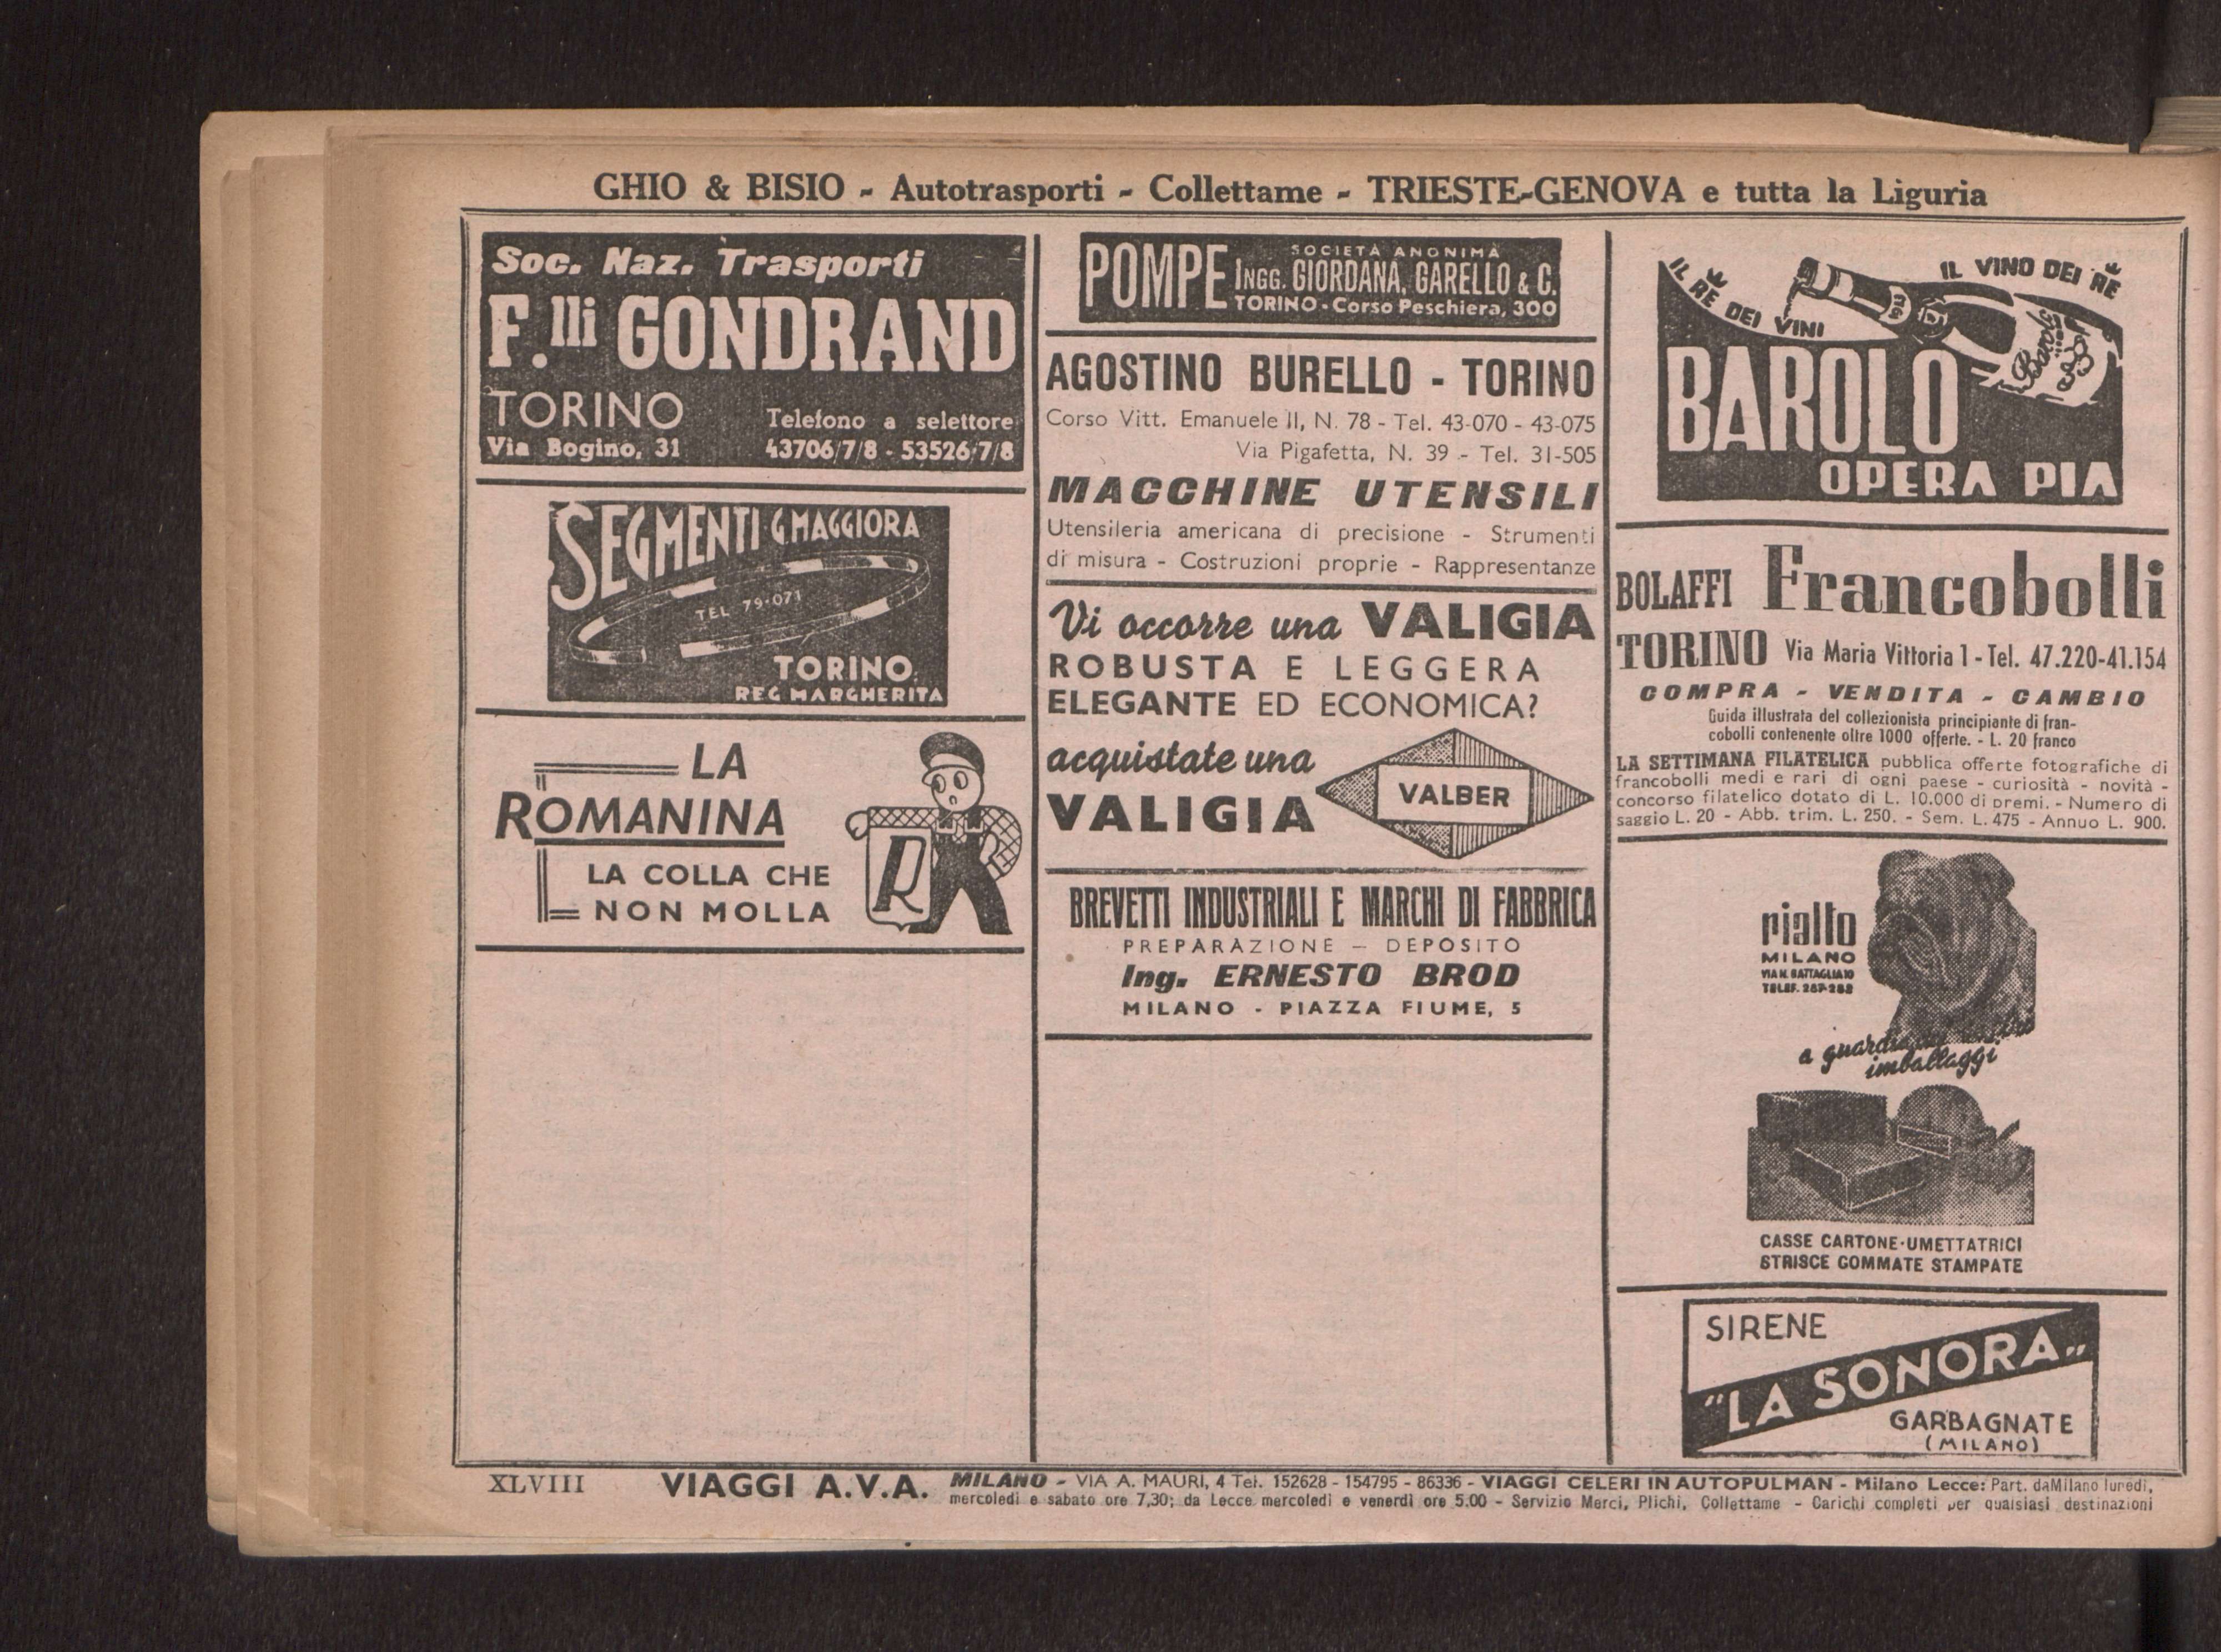 GHIO & BISIO - Autotrasporti - Collettame - TRIESTE-GENOVA e tutta la Liguria
Soc. Naz. Trasporti
F.lli GONDRAND
TORINO
Via Bogino, 31
Telefono a selettore
43706/7/8 - 53526/7/8
SEGMENTI G. MAGGIORA
TEL 79-071
TORINO
REG MARGHERITA
LA
ROMANINA
LA COLLA CHE
NON MOLLA
R
POMPE
SOCIETÀ ANONIMA
INGG. GIORDANA, GARELLO & C.
TORINO - Corso Peschiera, 300
AGOSTINO BURELLO - TORINO
Corso Vitt. Emanuele II, N. 78 - Tel. 43-070 - 43-075
Via Pigafetta, N. 39 - Tel. 31-505
MACCHINE UTENSILI
Utensileria americana di precisione - Strumenti
di misura - Costruzioni proprie - Rappresentanze
Vi occorre una VALIGIA
ROBUSTA E LEGGERA
ELEGANTE ED ECONOMICA?
acquistate una
VALIGIA
VALBER
BREVETTI INDUSTRIALI E MARCHI DI FABBRICA
PREPARAZIONE - DEPOSITO
Ing. ERNESTO BROD
MILANO - PIAZZA FIUME, 5
IL RE DEI VINI
IL VINO DEI RE
Barolo
BAROLO
OPERA PIA
BOLAFFI Francobolli
TORINO Via Maria Vittoria 1 - Tel. 47.220-41.154
COMPRA - VENDITA - CAMBIO
Guida illustrata del collezionista principiante di fran-
cobolli contenente oltre 1000 offerte. - L. 20 franco
LA SETTIMANA FILATELICA pubblica offerte fotografiche di
francobolli medi e rari di ogni paese - curiosità - novità -
concorso filatelico dotato di L. 10.000 di premi. - Numero di
saggio L. 20 - Abb. trim. L. 250. - Sem. L. 475 - Annuo L. 900.
rialto
MILANO
VIA N. BATTAGLIA 10
TELEF. 287-288
a guardia
imballaggi
CASSE CARTONE-UMETTATRICI
STRISCE GOMMATE STAMPATE
SIRENE
"LA SONORA„
GARBAGNATE
(MILANO)
XLVIII
VIAGGI A.V.A. MILANO - VIA A. MAURI, 4 Tel. 152628 - 154795 - 86336 - VIAGGI CELERI IN AUTOPULMAN - Milano Lecce: Part. da Milano lunedì,
mercoledì e sabato ore 7,30; da Lecce mercoledì e venerdì ore 5.00 - Servizio Merci, Plichi, Collettame - Carichi completi per qualsiasi destinazioni